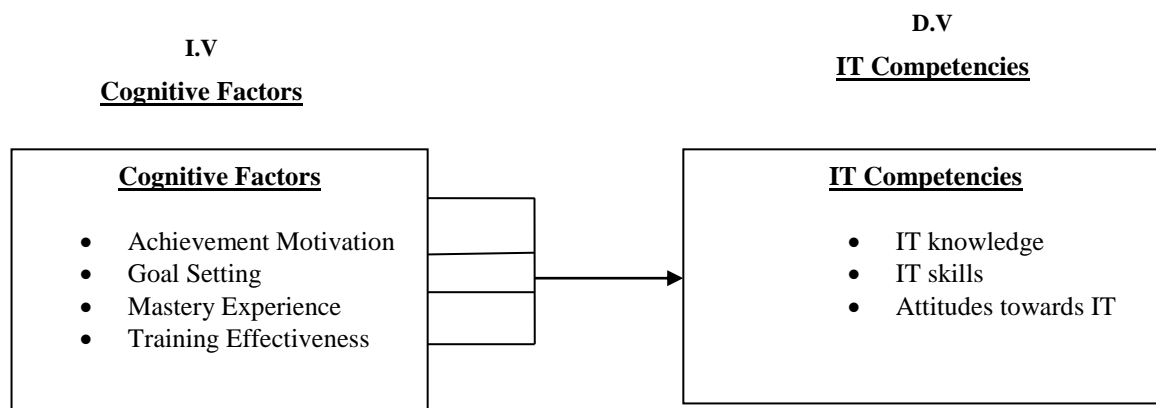 I.V
Cognitive Factors
D.V
IT Competencies
Cognitive Factors
• Achievement Motivation
• Goal Setting
• Mastery Experience
• Training Effectiveness
IT Competencies
• IT knowledge
• IT skills
• Attitudes towards IT